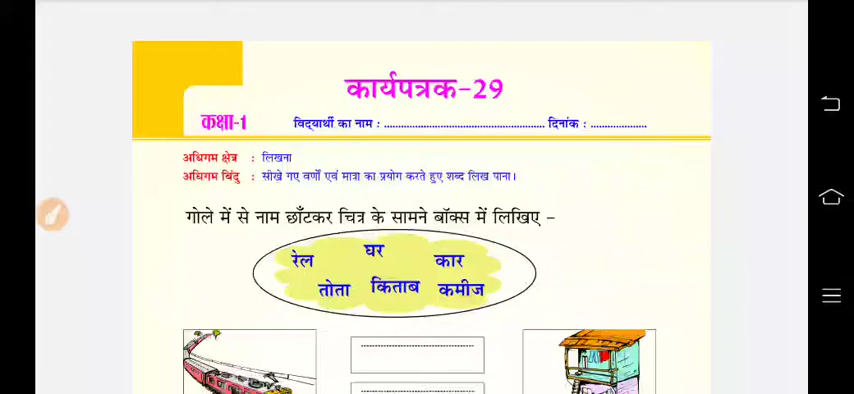 कार्यपत्रक-29
कक्षा-1 विद्‌यार्थी का नाम : ........................................................ दिनांक : ....................
अधिगम क्षेत्र : लिखना
अधिगम बिंदु : सीखे गए वर्णों एवं मात्रा का प्रयोग करते हुए शब्द लिख पाना।
गोले में से नाम छाँटकर चित्र के सामने बॉक्स में लिखिए –
रेल घर कार
तोता किताब कमीज